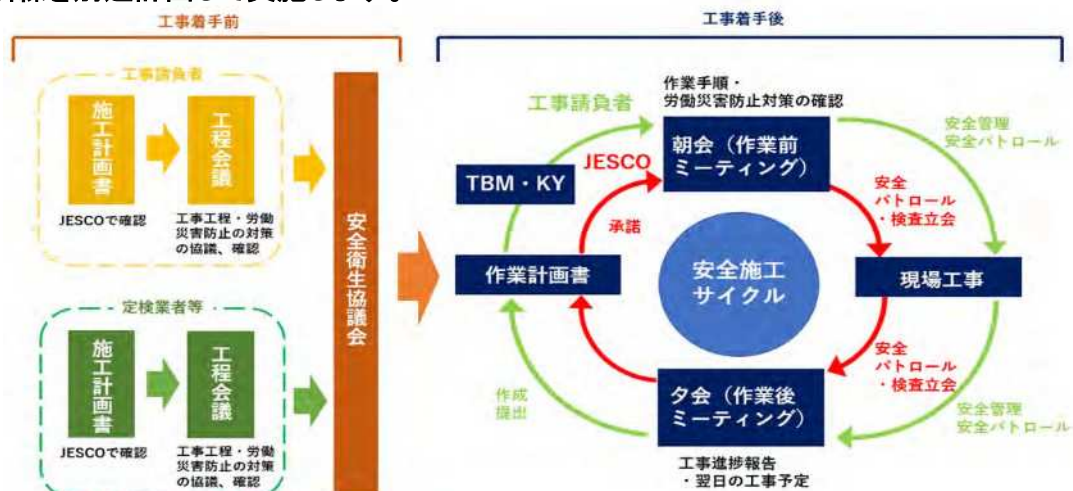 工事着手前
工事着手後
工事請負者
施工計画書
工程会議
JESCOで確認
工事工程・労働
災害防止の対策
の協議、確認
定検業者等
施工計画書
工程会議
JESCOで確認
工事工程・労働
災害防止の対策
の協議、確認
安全衛生協議会
工事請負者
作業手順・
労働災害防止対策の確認
朝会（作業前
ミーティング）
JESCO
TBM・KY
承諾
作業計画書
安全施工
サイクル
安全管理
安全パトロール
安全
パトロール
・検査立会
現場工事
安全
パトロール
・検査立会
安全管理
安全パトロール
夕会（作業後
ミーティング）
作成
提出
工事進捗報告
・翌日の工事予定